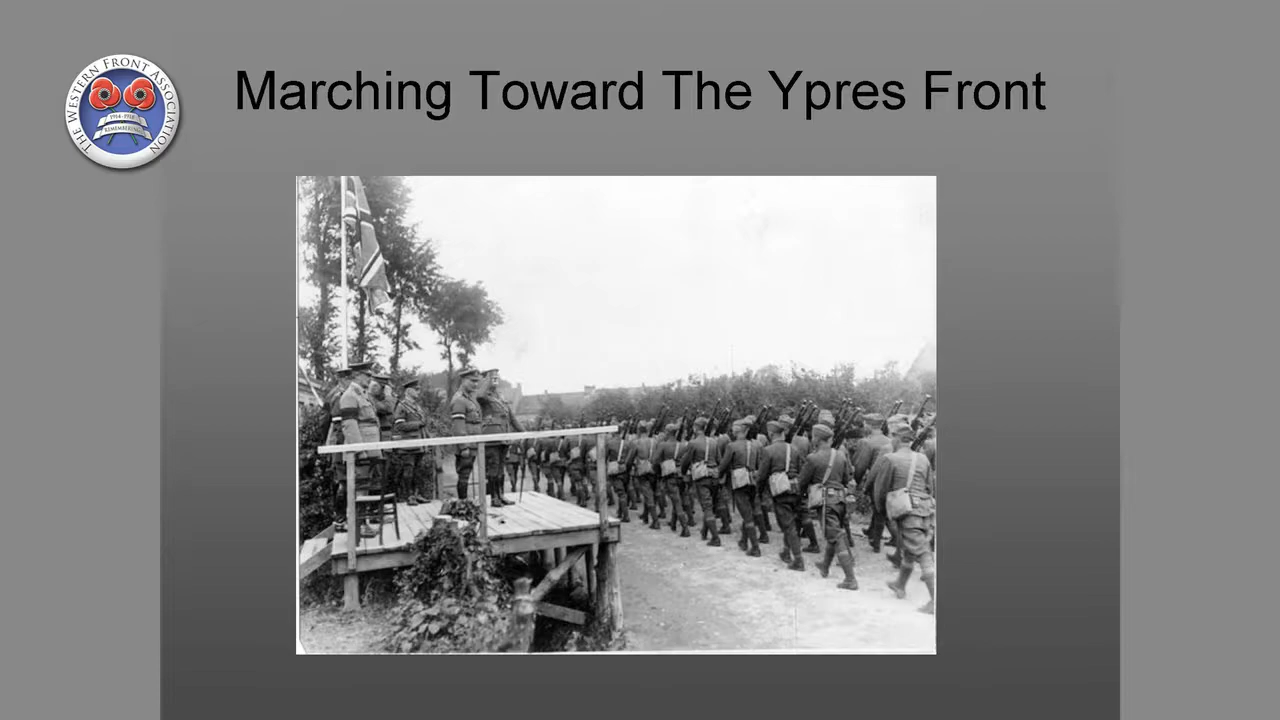 Marching Toward The Ypres Front
THE WESTERN FRONT ASSOCIATION
1914-1918
REMEMBERING